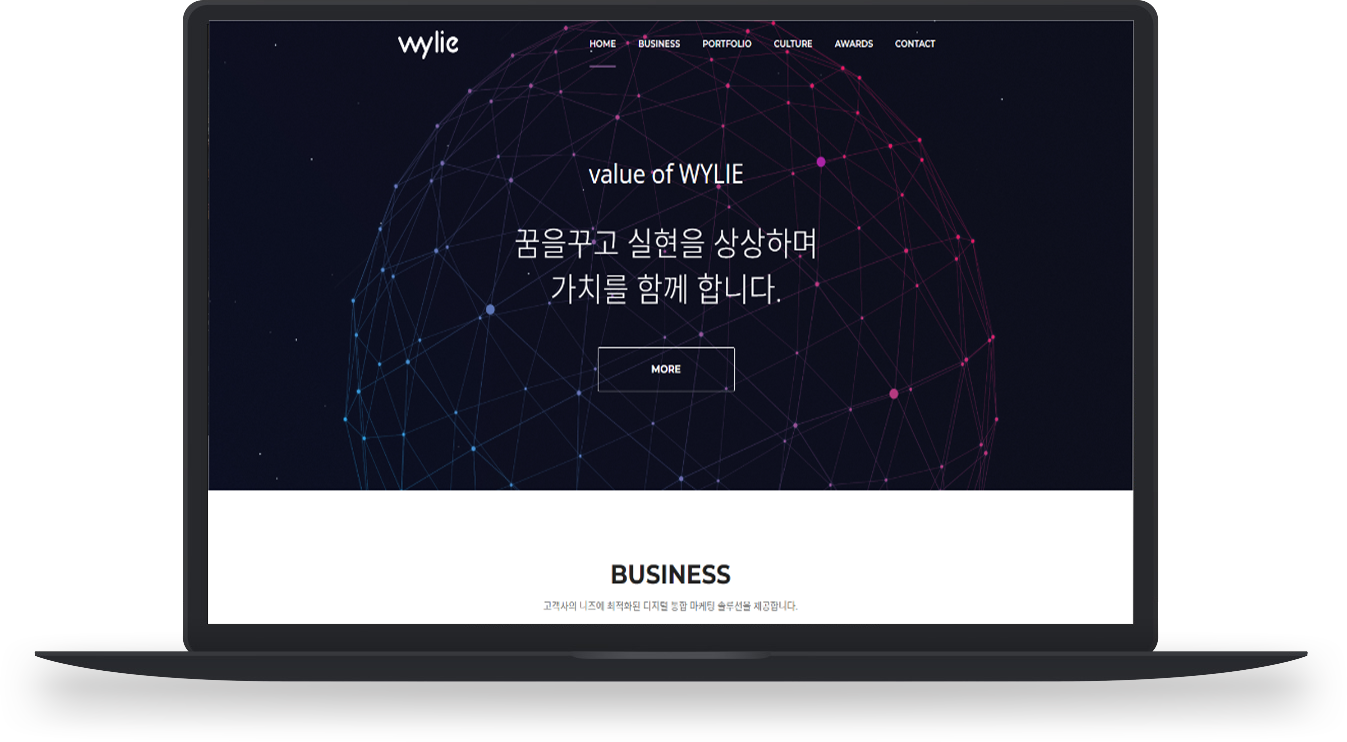 wylie
HOME BUSINESS PORTFOLIO CULTURE AWARDS CONTACT
value of WYLIE
꿈을꾸고 실현을 상상하며
가치를 함께 합니다.
MORE
BUSINESS
고객사의 니즈에 최적화된 디지털 통합 마케팅 솔루션을 제공합니다.